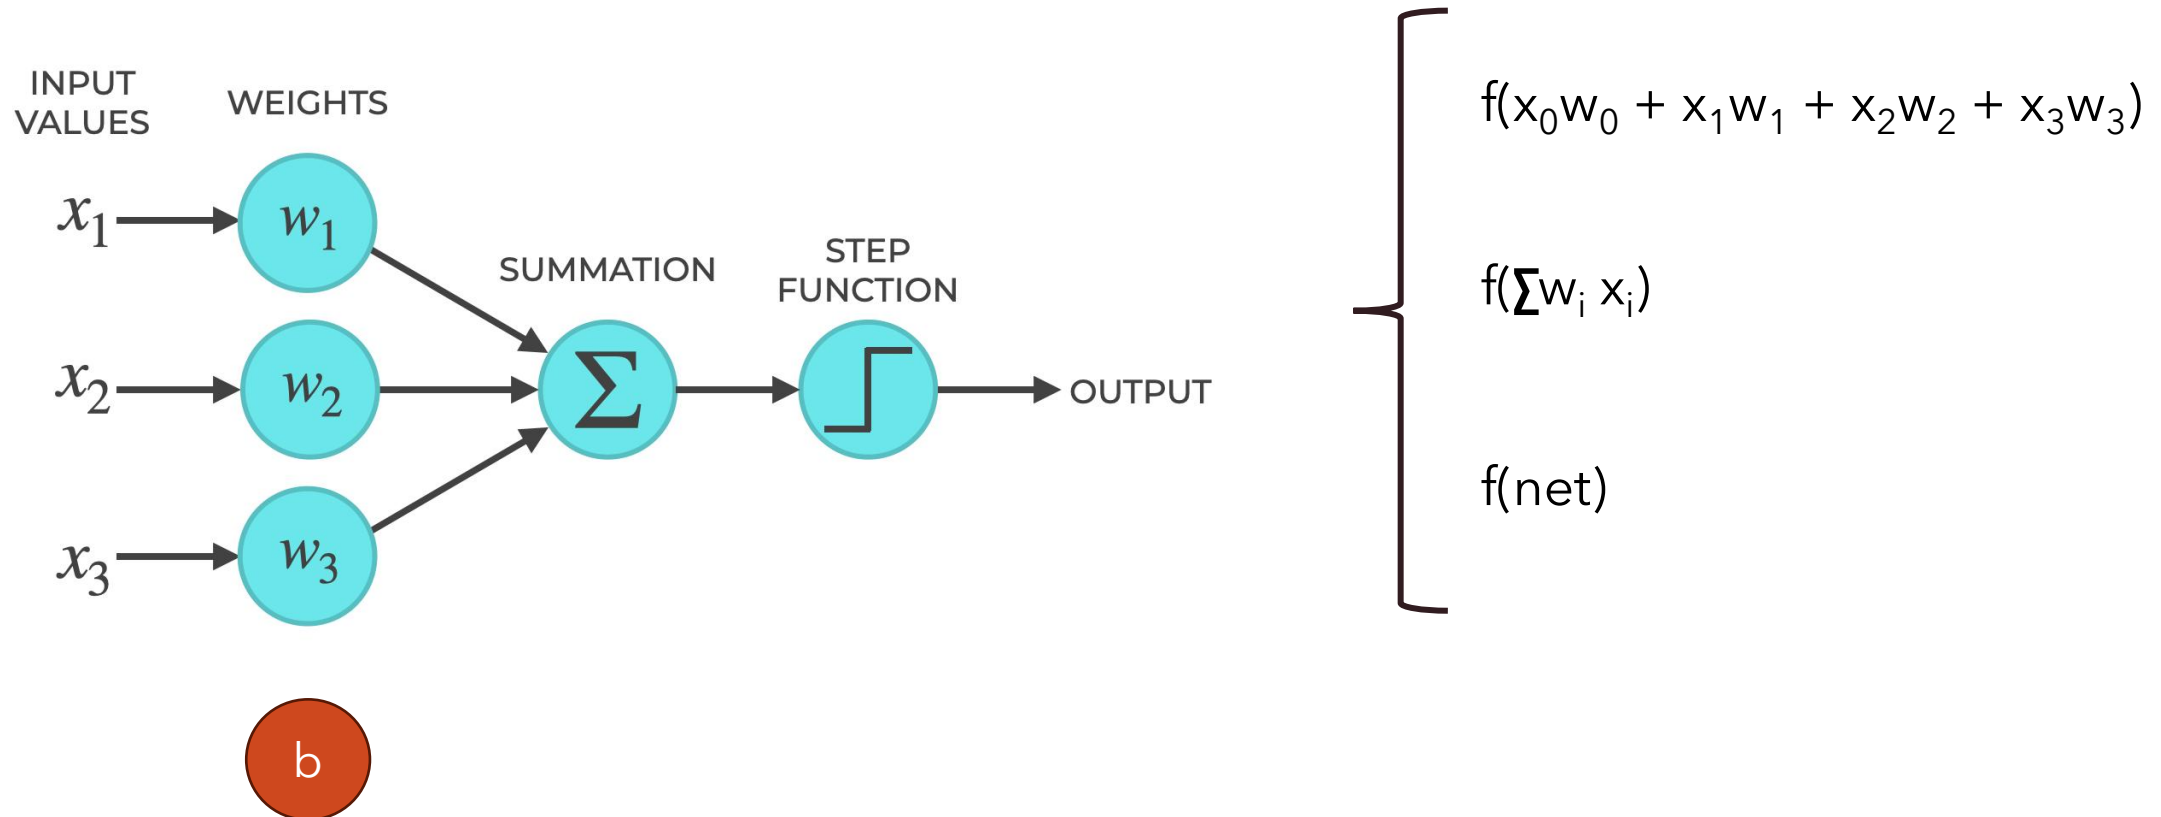 INPUT
VALUES
WEIGHTS
x₁
w₁
x₂
w₂
x₃
w₃
SUMMATION
Σ
STEP
FUNCTION
OUTPUT
b
f(x₀w₀ + x₁w₁ + x₂w₂ + x₃w₃)
f(∑wᵢ xᵢ)
f(net)